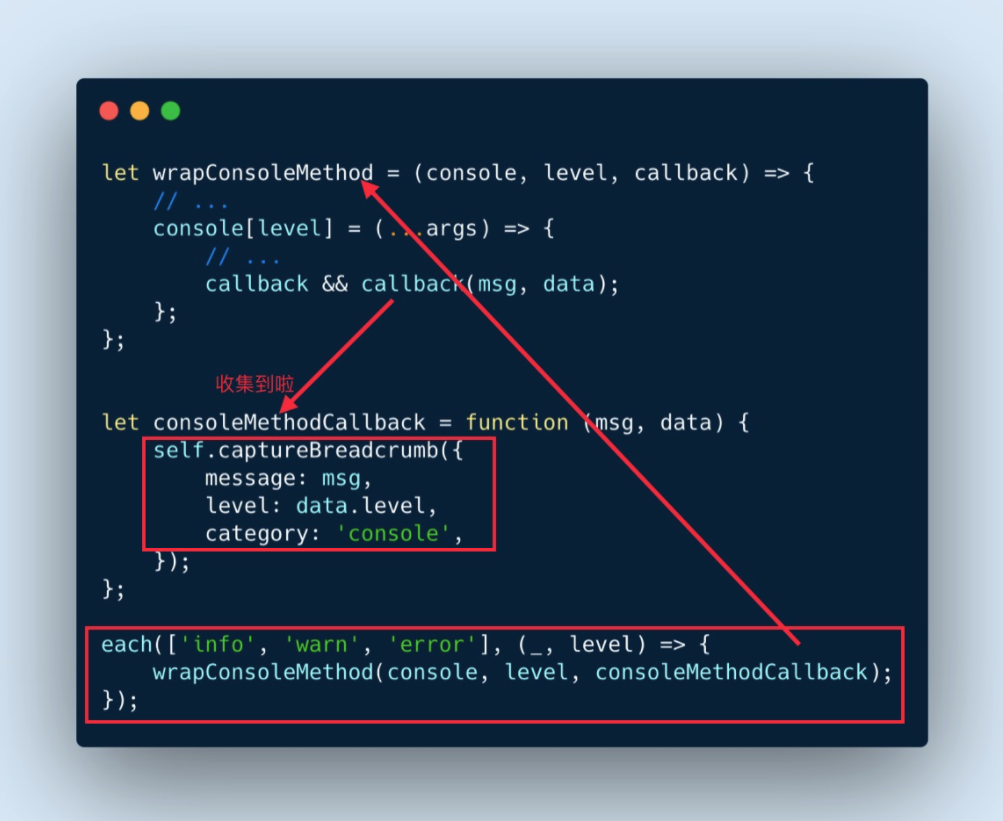 let wrapConsoleMethod = (console, level, callback) => {
    // ...
    console[level] = (...args) => {
        // ...
        callback && callback(msg, data);
    };
};
收集到啦
let consoleMethodCallback = function (msg, data) {
    self.captureBreadcrumb({
        message: msg,
        level: data.level,
        category: 'console',
    });
};
each(['info', 'warn', 'error'], (_, level) => {
    wrapConsoleMethod(console, level, consoleMethodCallback);
});